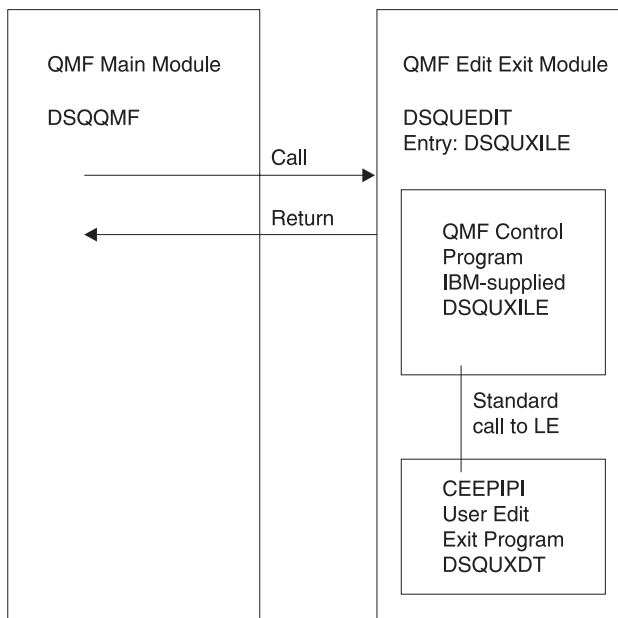 QMF Main Module
DSQQMF
Call
Return
QMF Edit Exit Module
DSQUEDIT
Entry: DSQUXILE
QMF Control
Program
IBM-supplied
DSQUXILE
Standard
call to LE
CEEPIPI
User Edit
Exit Program
DSQUXDT